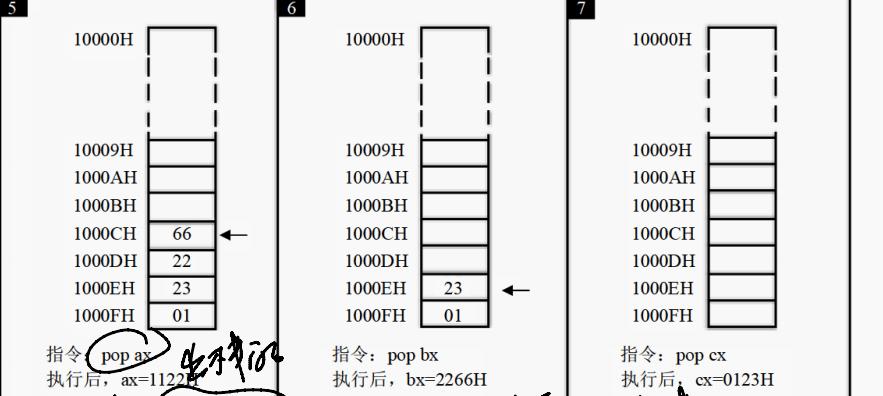 5
10000H
10009H
1000AH
1000BH
1000CH 66
1000DH 22
1000EH 23
1000FH 01
指令：pop ax
执行后，ax=1122H
6
10000H
10009H
1000AH
1000BH
1000CH
1000DH
1000EH 23
1000FH 01
指令：pop bx
执行后，bx=2266H
7
10000H
10009H
1000AH
1000BH
1000CH
1000DH
1000EH
1000FH
指令：pop cx
执行后，cx=0123H